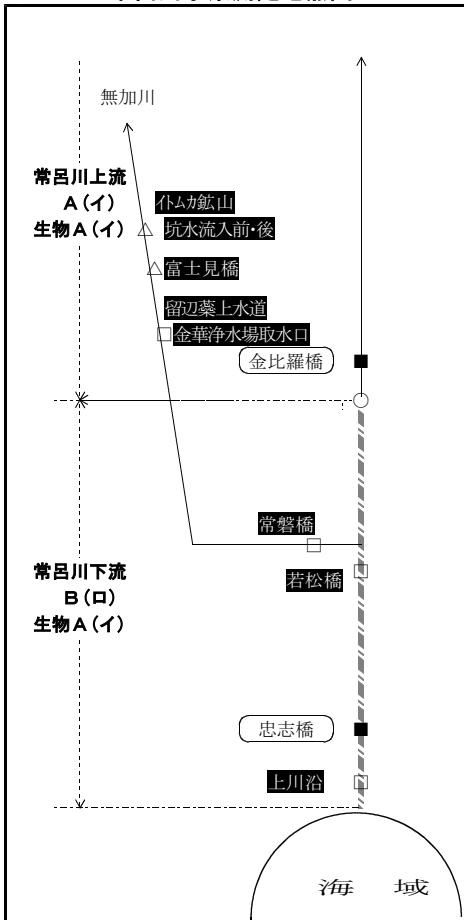 無加川
常呂川上流
A(イ)
生物A(イ)
イトムカ鉱山
坑水流入前・後
富士見橋
留辺蘂上水道
金華浄水場取水口
金比羅橋
常磐橋
若松橋
常呂川下流
B(ロ)
生物A(イ)
忠志橋
上川沿
海 域